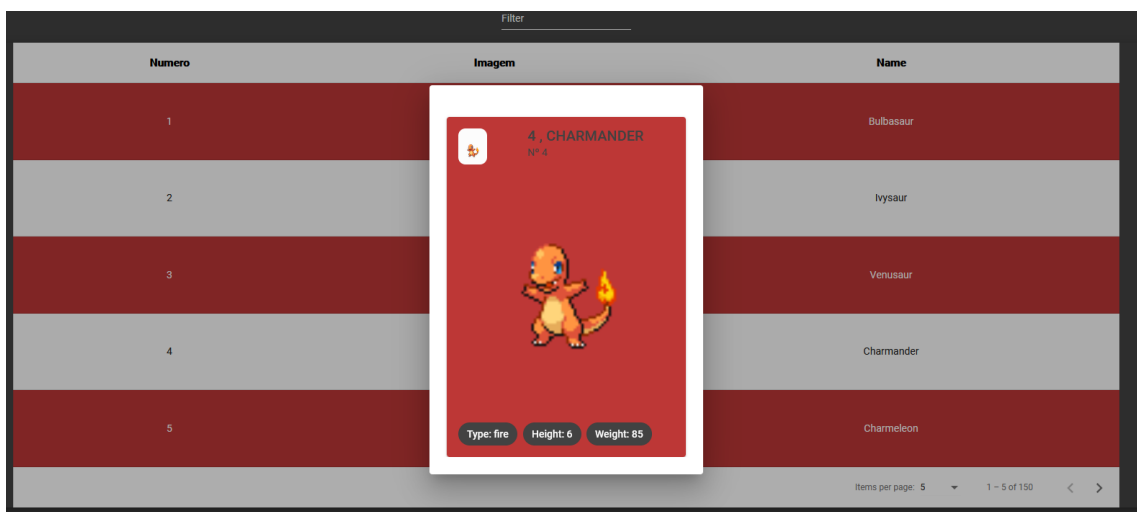 Filter
Numero Imagem Name
1 Bulbasaur
4 , CHARMANDER
Nº 4
2 Ivysaur
3 Venusaur
4 Charmander
5 Charmeleon
Type: fire Height: 6 Weight: 85
Items per page: 5 1 – 5 of 150